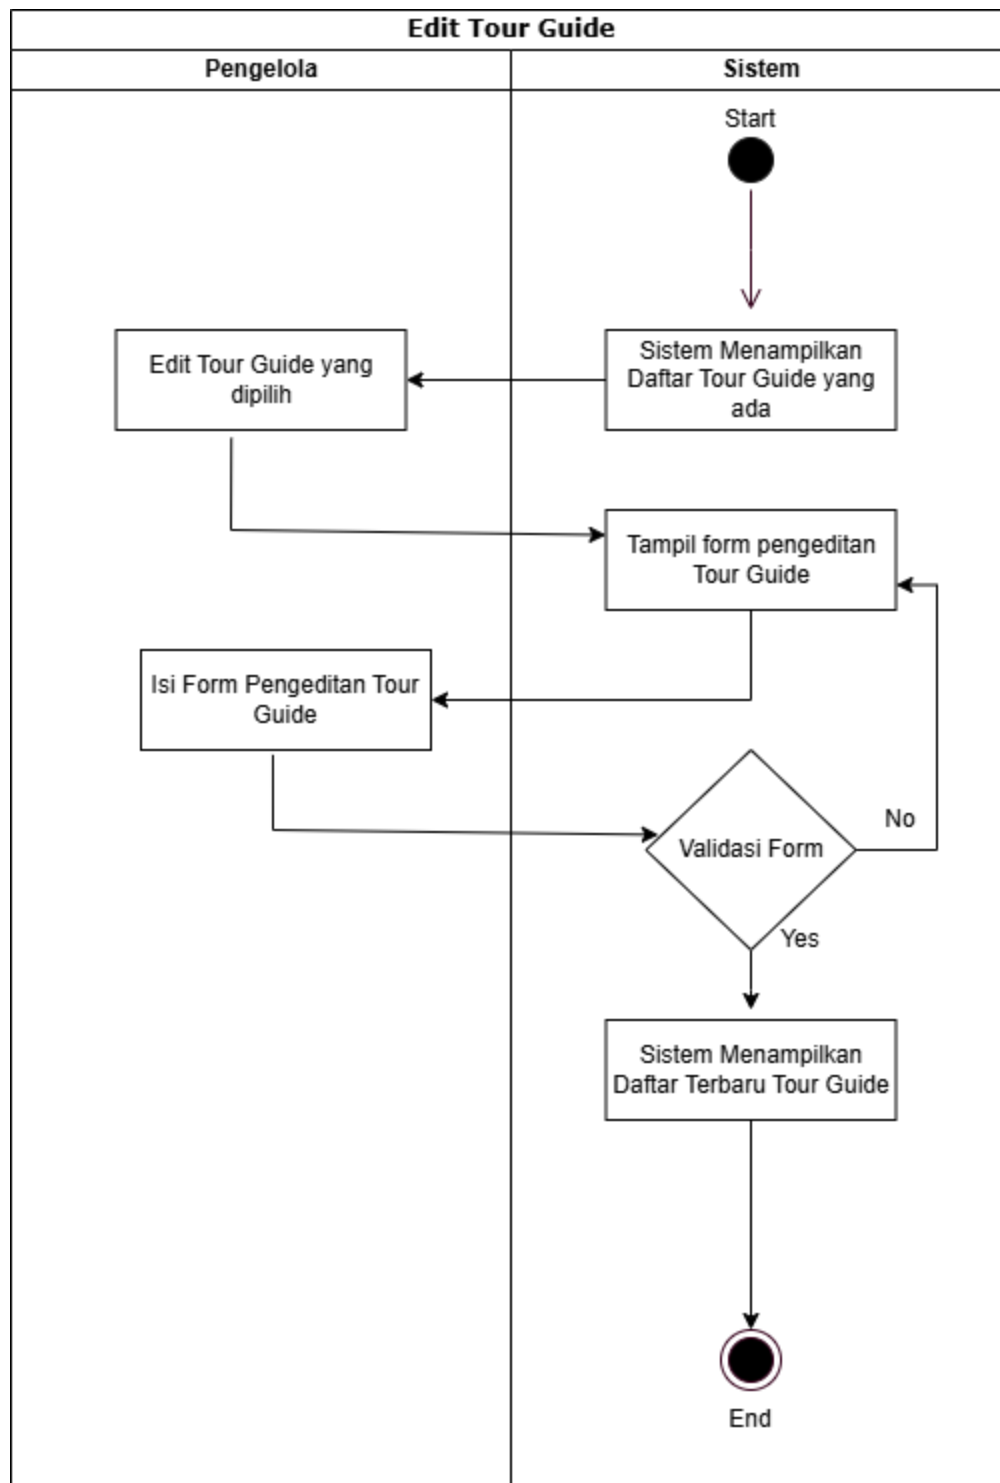 Edit Tour Guide
Pengelola
Sistem
Start
Sistem Menampilkan
Daftar Tour Guide yang
ada
Edit Tour Guide yang
dipilih
Tampil form pengeditan
Tour Guide
Isi Form Pengeditan Tour
Guide
Validasi Form
No
Yes
Sistem Menampilkan
Daftar Terbaru Tour Guide
End